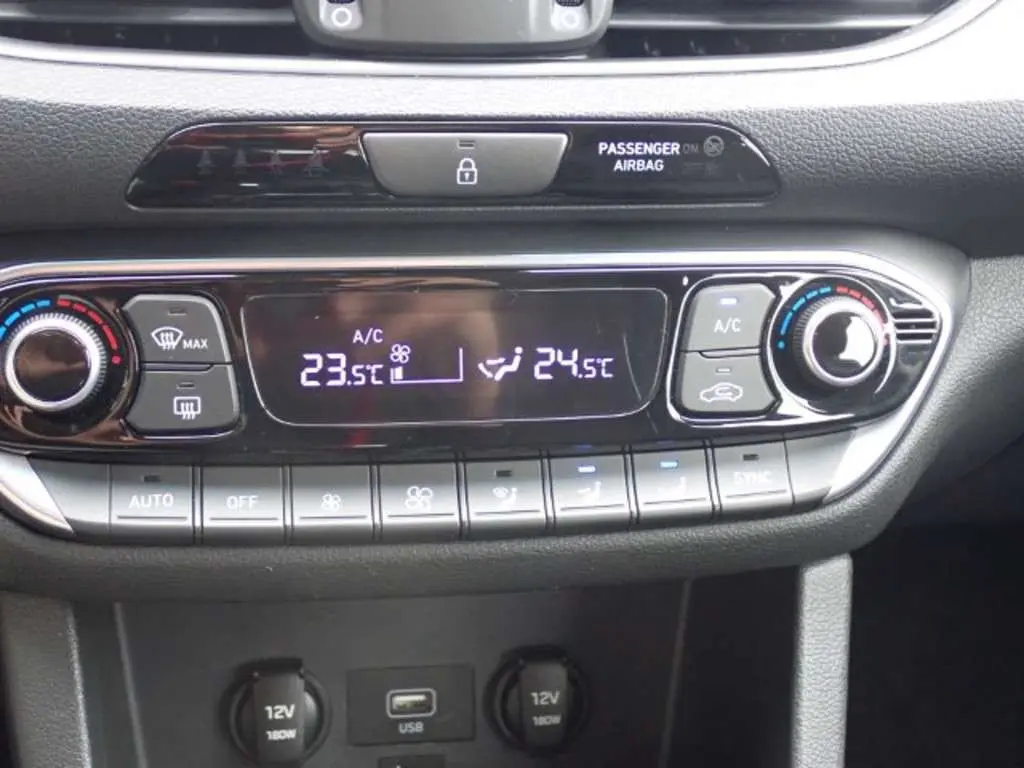 PASSENGER ON
AIRBAG
MAX
A/C
23.5°C
24.5°C
A/C
AUTO
OFF
SYNC
12V
180W
USB
12V
180W